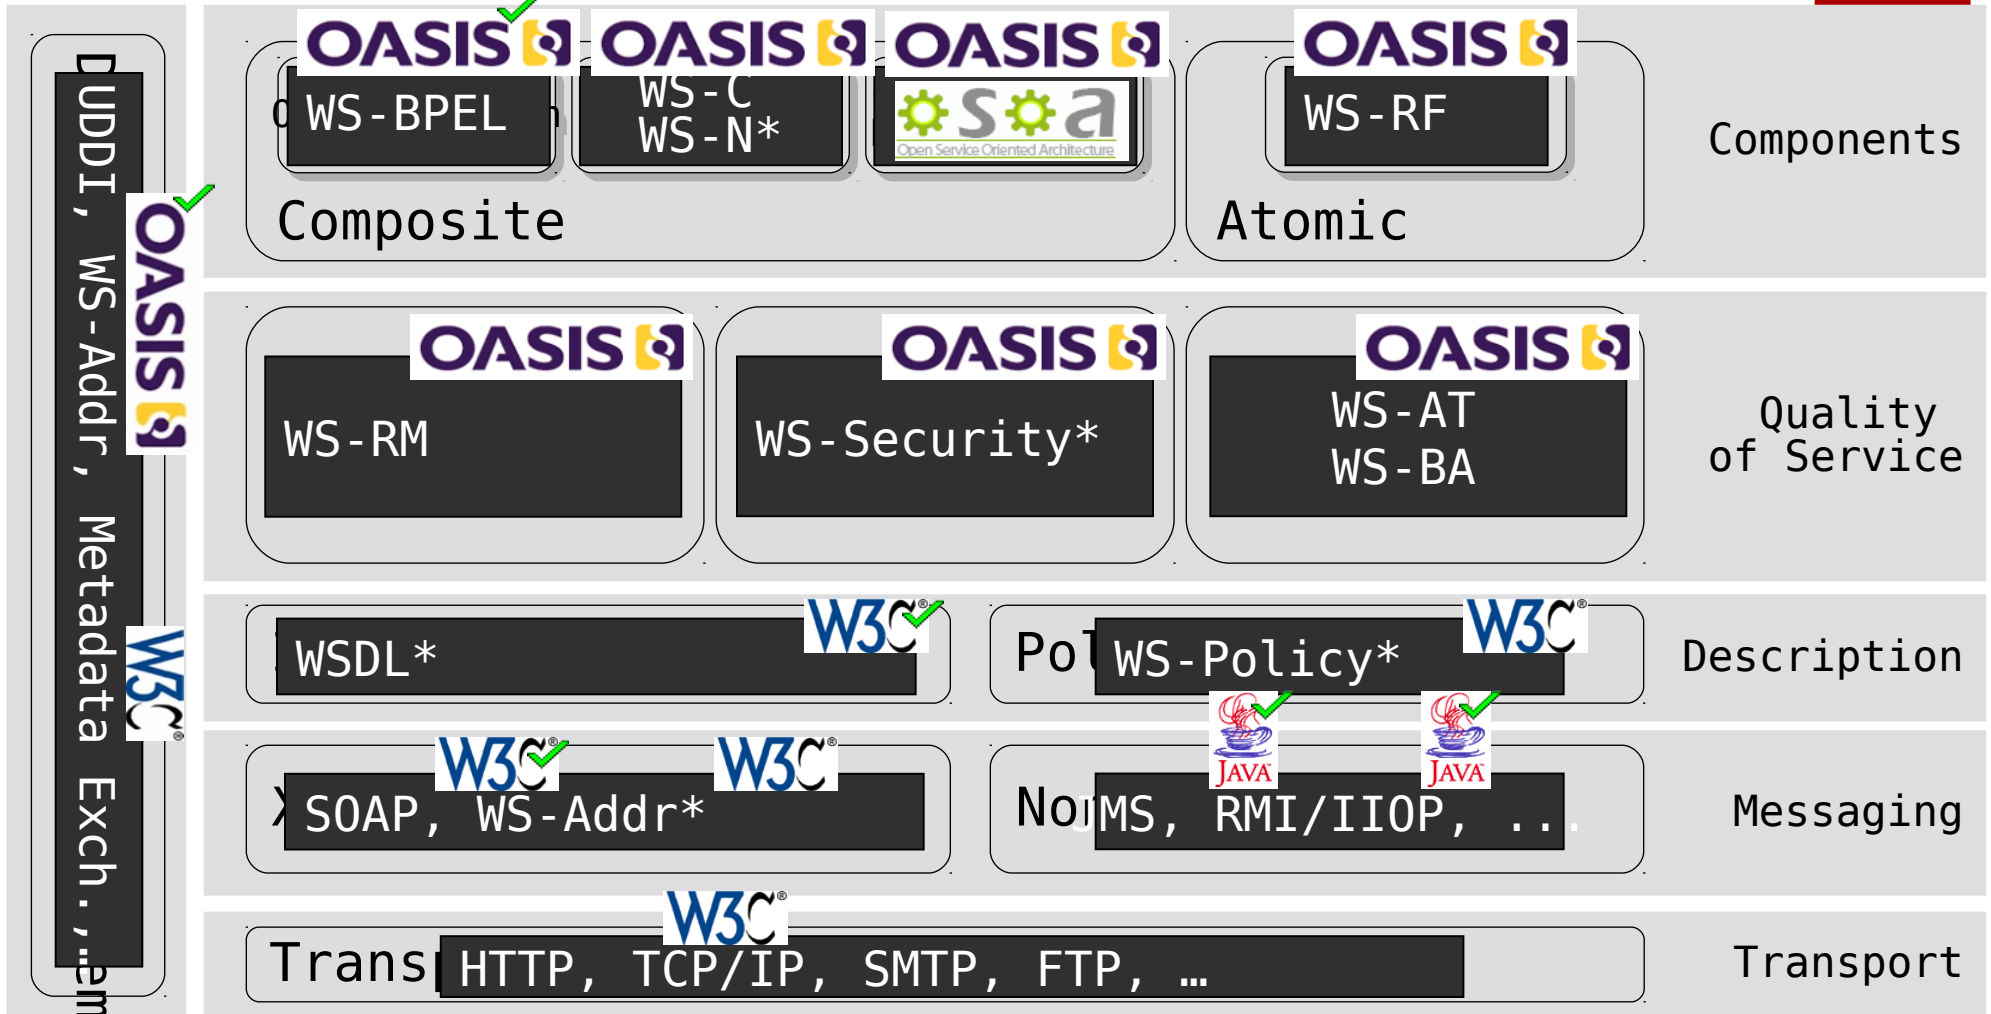 UDDI, WS-Addr, Metadata Exch.,…
OASIS
W3C®
OASIS
OASIS
OASIS
OASIS
WS-BPEL
WS-C
WS-N*
OSOa
Open Service Oriented Architecture
WS-RF
Components
Composite
Atomic
OASIS
OASIS
OASIS
WS-RM
WS-Security*
WS-AT
WS-BA
Quality
of Service
W3C®
W3C®
WSDL*
WS-Policy*
Description
W3C®
W3C®
JAVA
JAVA
SOAP, WS-Addr*
JMS, RMI/IIOP, ...
Messaging
W3C®
HTTP, TCP/IP, SMTP, FTP, …
Transport